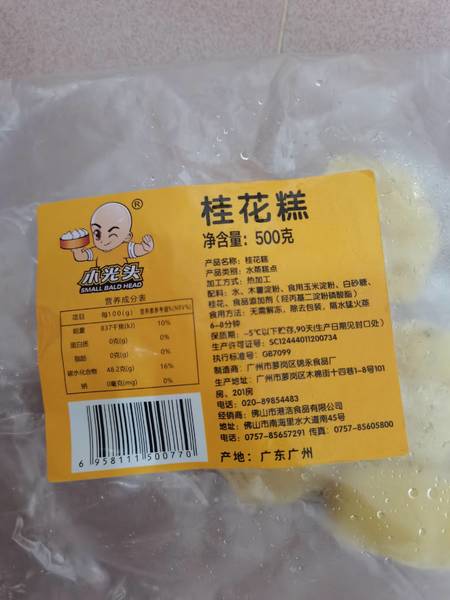 ®
小光头
SMALL BALD HEAD
营养成分表
项目 每100(g) 营养素参考值%(NRV%)
能量 837千焦(kJ) 10%
蛋白质 0克(g) 0%
脂肪 0克(g) 0%
碳水化合物 48.2克(g) 16%
钠 0毫克(mg) 0%
6 958111 500770
桂花糕
净含量：500克
产品名称：桂花糕
产品类别：水蒸糕点
加工方式：热加工
配料：水、木薯淀粉、食用玉米淀粉、白砂糖、
桂花、食品添加剂（羟丙基二淀粉磷酸酯）
食用方法：无需解冻，除去包装，隔水猛火蒸
6-8分钟
保质期：-5℃以下贮存,90天(生产日期见封口处)
生产许可证号：SC12444011200734
执行标准号：GB7099
制造商：广州市萝岗区锦永食品厂
生产地址：广州市萝岗区木棉街十四巷1-8号101
房、201房
电话：020-89854483
经销商：佛山市港浩食品有限公司
地址：佛山市南海里水大道南45号
电话：0757-85657291 传真：0757-85605800
产地：广东广州